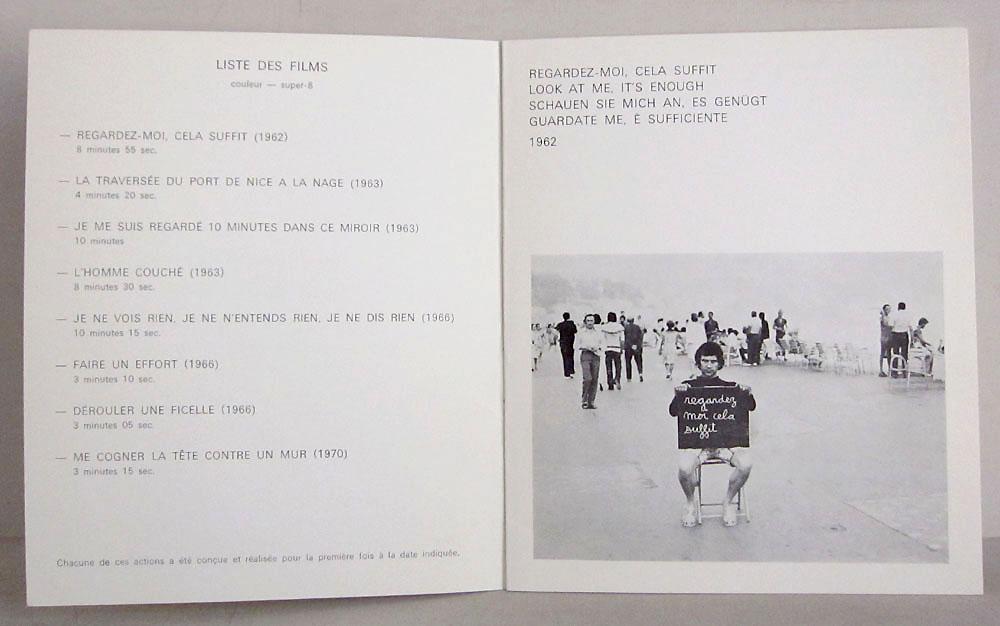 LISTE DES FILMS
couleur — super-8
— REGARDEZ-MOI, CELA SUFFIT (1962)
8 minutes 55 sec.
— LA TRAVERSÉE DU PORT DE NICE A LA NAGE (1963)
4 minutes 20 sec.
— JE ME SUIS REGARDÉ 10 MINUTES DANS CE MIROIR (1963)
10 minutes
— L'HOMME COUCHÉ (1963)
8 minutes 30 sec.
— JE NE VOIS RIEN, JE NE N'ENTENDS RIEN, JE NE DIS RIEN (1966)
10 minutes 15 sec.
— FAIRE UN EFFORT (1966)
3 minutes 10 sec.
— DÉROULER UNE FICELLE (1966)
3 minutes 05 sec.
— ME COGNER LA TÊTE CONTRE UN MUR (1970)
3 minutes 15 sec.
Chacune de ces actions a été conçue et réalisée pour la première fois à la date indiquée.
REGARDEZ-MOI, CELA SUFFIT
LOOK AT ME, IT'S ENOUGH
SCHAUEN SIE MICH AN, ES GENÜGT
GUARDATE ME, È SUFFICIENTE
1962
regardez
moi cela
suffit